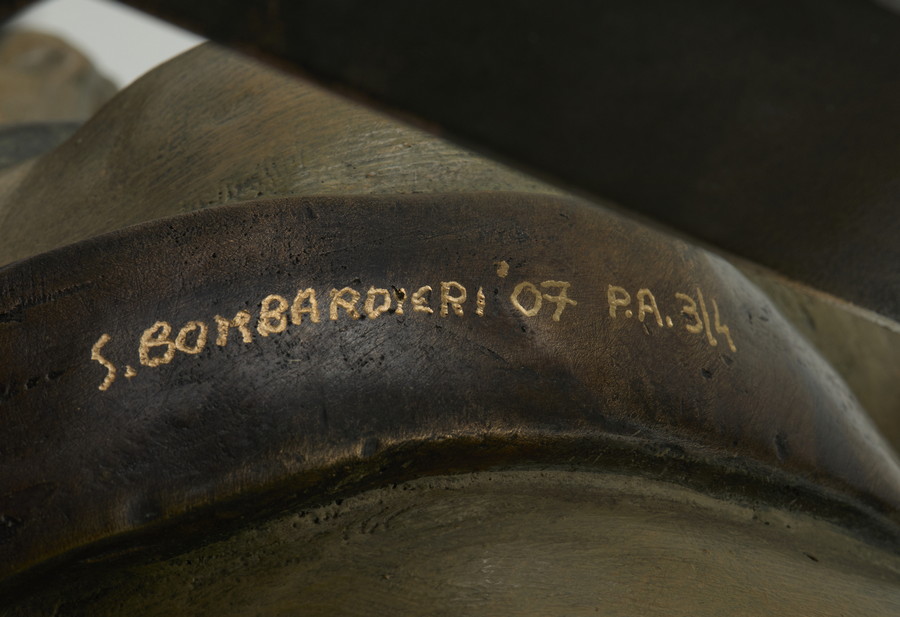 S. BOMBARDIERI '07 P.A. 3/4